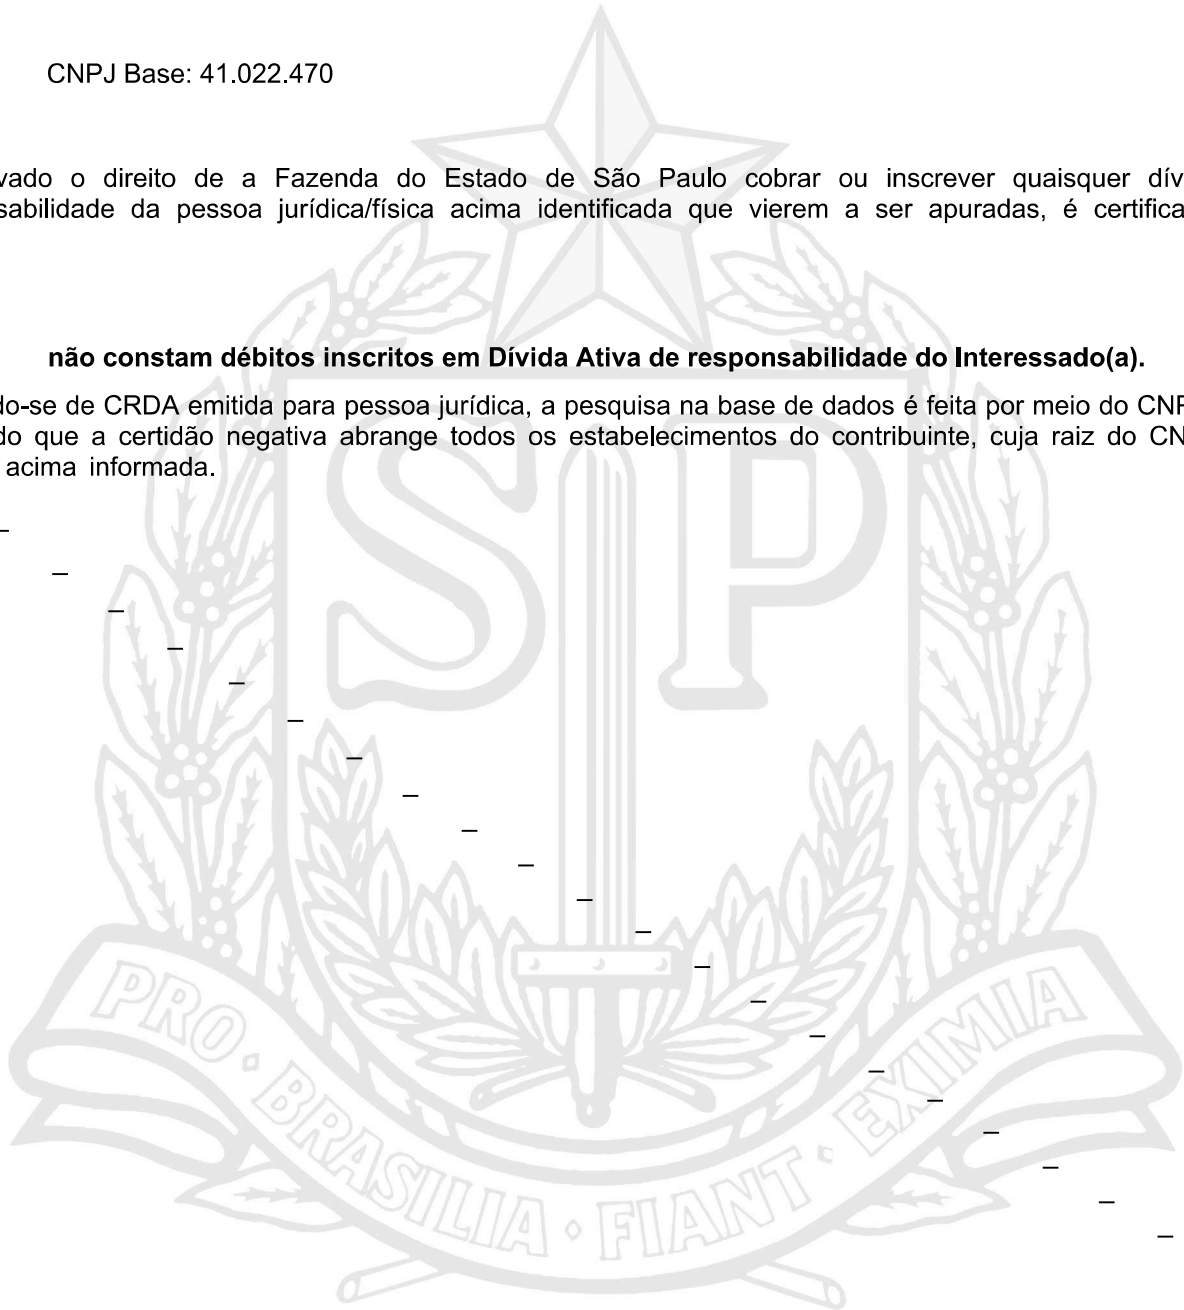 CNPJ Base: 41.022.470
vado o direito de a Fazenda do Estado de São Paulo cobrar ou inscrever quaisquer dív
sabilidade da pessoa jurídica/física acima identificada que vierem a ser apuradas, é certifica
não constam débitos inscritos em Dívida Ativa de responsabilidade do Interessado(a).
do-se de CRDA emitida para pessoa jurídica, a pesquisa na base de dados é feita por meio do CNP
do que a certidão negativa abrange todos os estabelecimentos do contribuinte, cuja raiz do CN
acima informada.
SP
PRO · BRASILIA · FIANT · EXIMIA